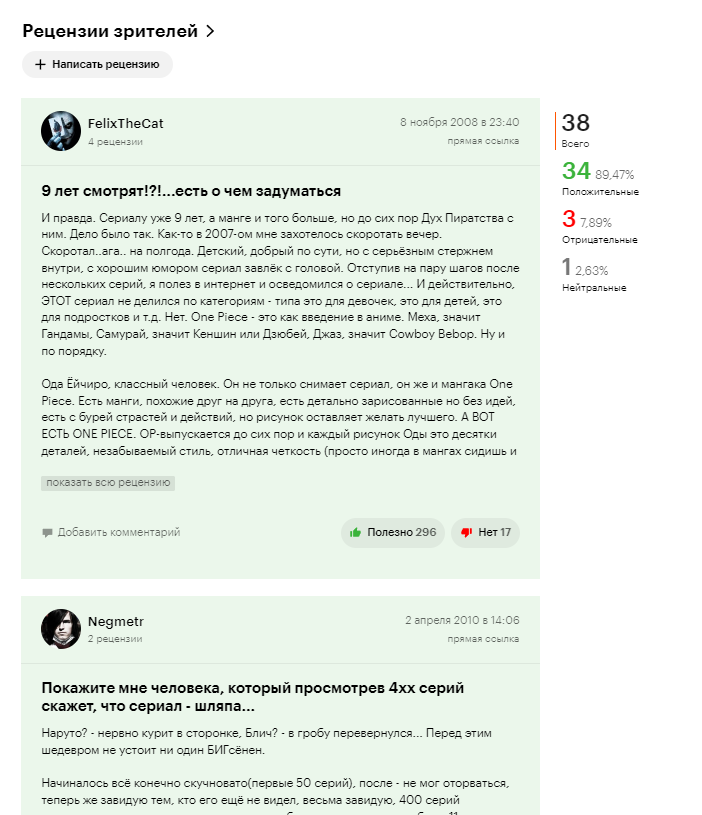 Рецензии зрителей
Написать рецензию
FelixTheCat
4 рецензии
8 ноября 2008 в 23:40
прямая ссылка
9 лет смотрят!?!...есть о чем задуматься
И правда. Сериалу уже 9 лет, а манге и того больше, но до сих пор Дух Пиратства с
ним. Дело было так. Как-то в 2007-ом мне захотелось скоротать вечер.
Скоротал..ага.. на полгода. Детский, добрый по сути, но с серьёзным стержнем
внутри, с хорошим юмором сериал завлёк с головой. Отступив на пару шагов после
нескольких серий, я полез в интернет и осведомился о сериале... И действительно,
ЭТОТ сериал не делился по категориям - типа это для девочек, это для детей, это
для подростков и т.д. Нет. One Piece - это как введение в аниме. Меха, значит
Гандамы, Самурай, значит Кеншин или Дзюбей, Джаз, значит Cowboy Bebop. Ну и
по порядку.
Ода Ёйчиро, классный человек. Он не только снимает сериал, он же и мангака One
Piece. Есть манги, похожие друг на друга, есть детально зарисованные но без идей,
есть с бурей страстей и действий, но рисунок оставляет желать лучшего. А ВОТ
ЕСТЬ ONE PIECE. OP-выпускается до сих пор и каждый рисунок Оды это десятки
деталей, незабываемый стиль, отличная четкость (просто иногда в мангах сидишь и
показать всю рецензию
Добавить комментарий
Полезно 296
Нет 17
Negmetr
2 рецензии
2 апреля 2010 в 14:06
прямая ссылка
Покажите мне человека, который просмотрев 4хх серий
скажет, что сериал - шляпа...
Наруто? - нервно курит в сторонке, Блич? - в гробу перевернулся... Перед этим
шедевром не устоит ни один БИГсёнен.
Начиналось всё конечно скучновато(первые 50 серий), после - не мог оторваться,
теперь же завидую тем, кто его ещё не видел, весьма завидую, 400 серий
38
Всего
34 89,47%
Положительные
3 7,89%
Отрицательные
1 2,63%
Нейтральные